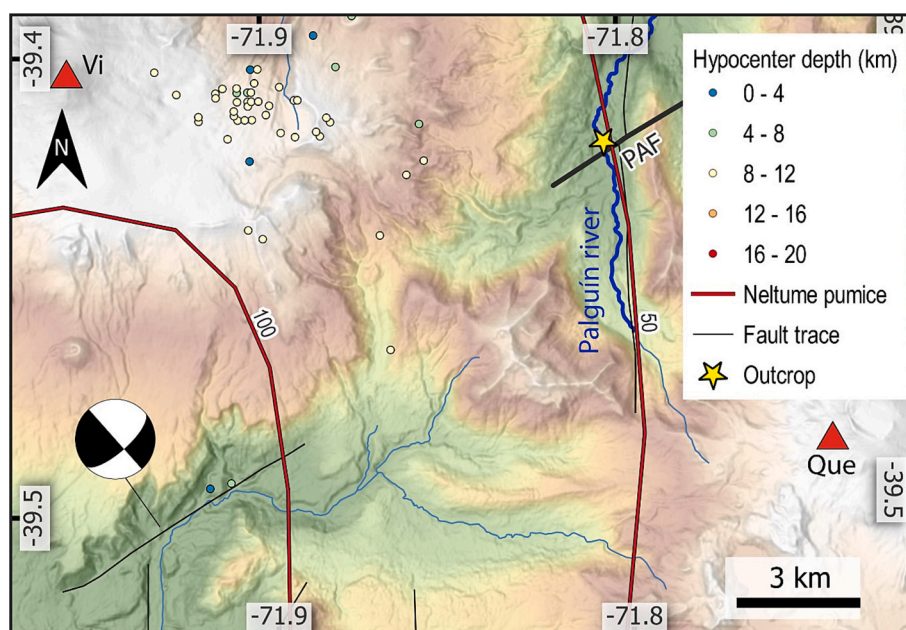 -71.9
-71.8
-39.4
Vi
N
Hypocenter depth (km)
0 - 4
4 - 8
8 - 12
12 - 16
16 - 20
Neltume pumice
Fault trace
Outcrop
PAF
Palguín river
100
50
Que
-39.5
-39.5
3 km
-71.9
-71.8